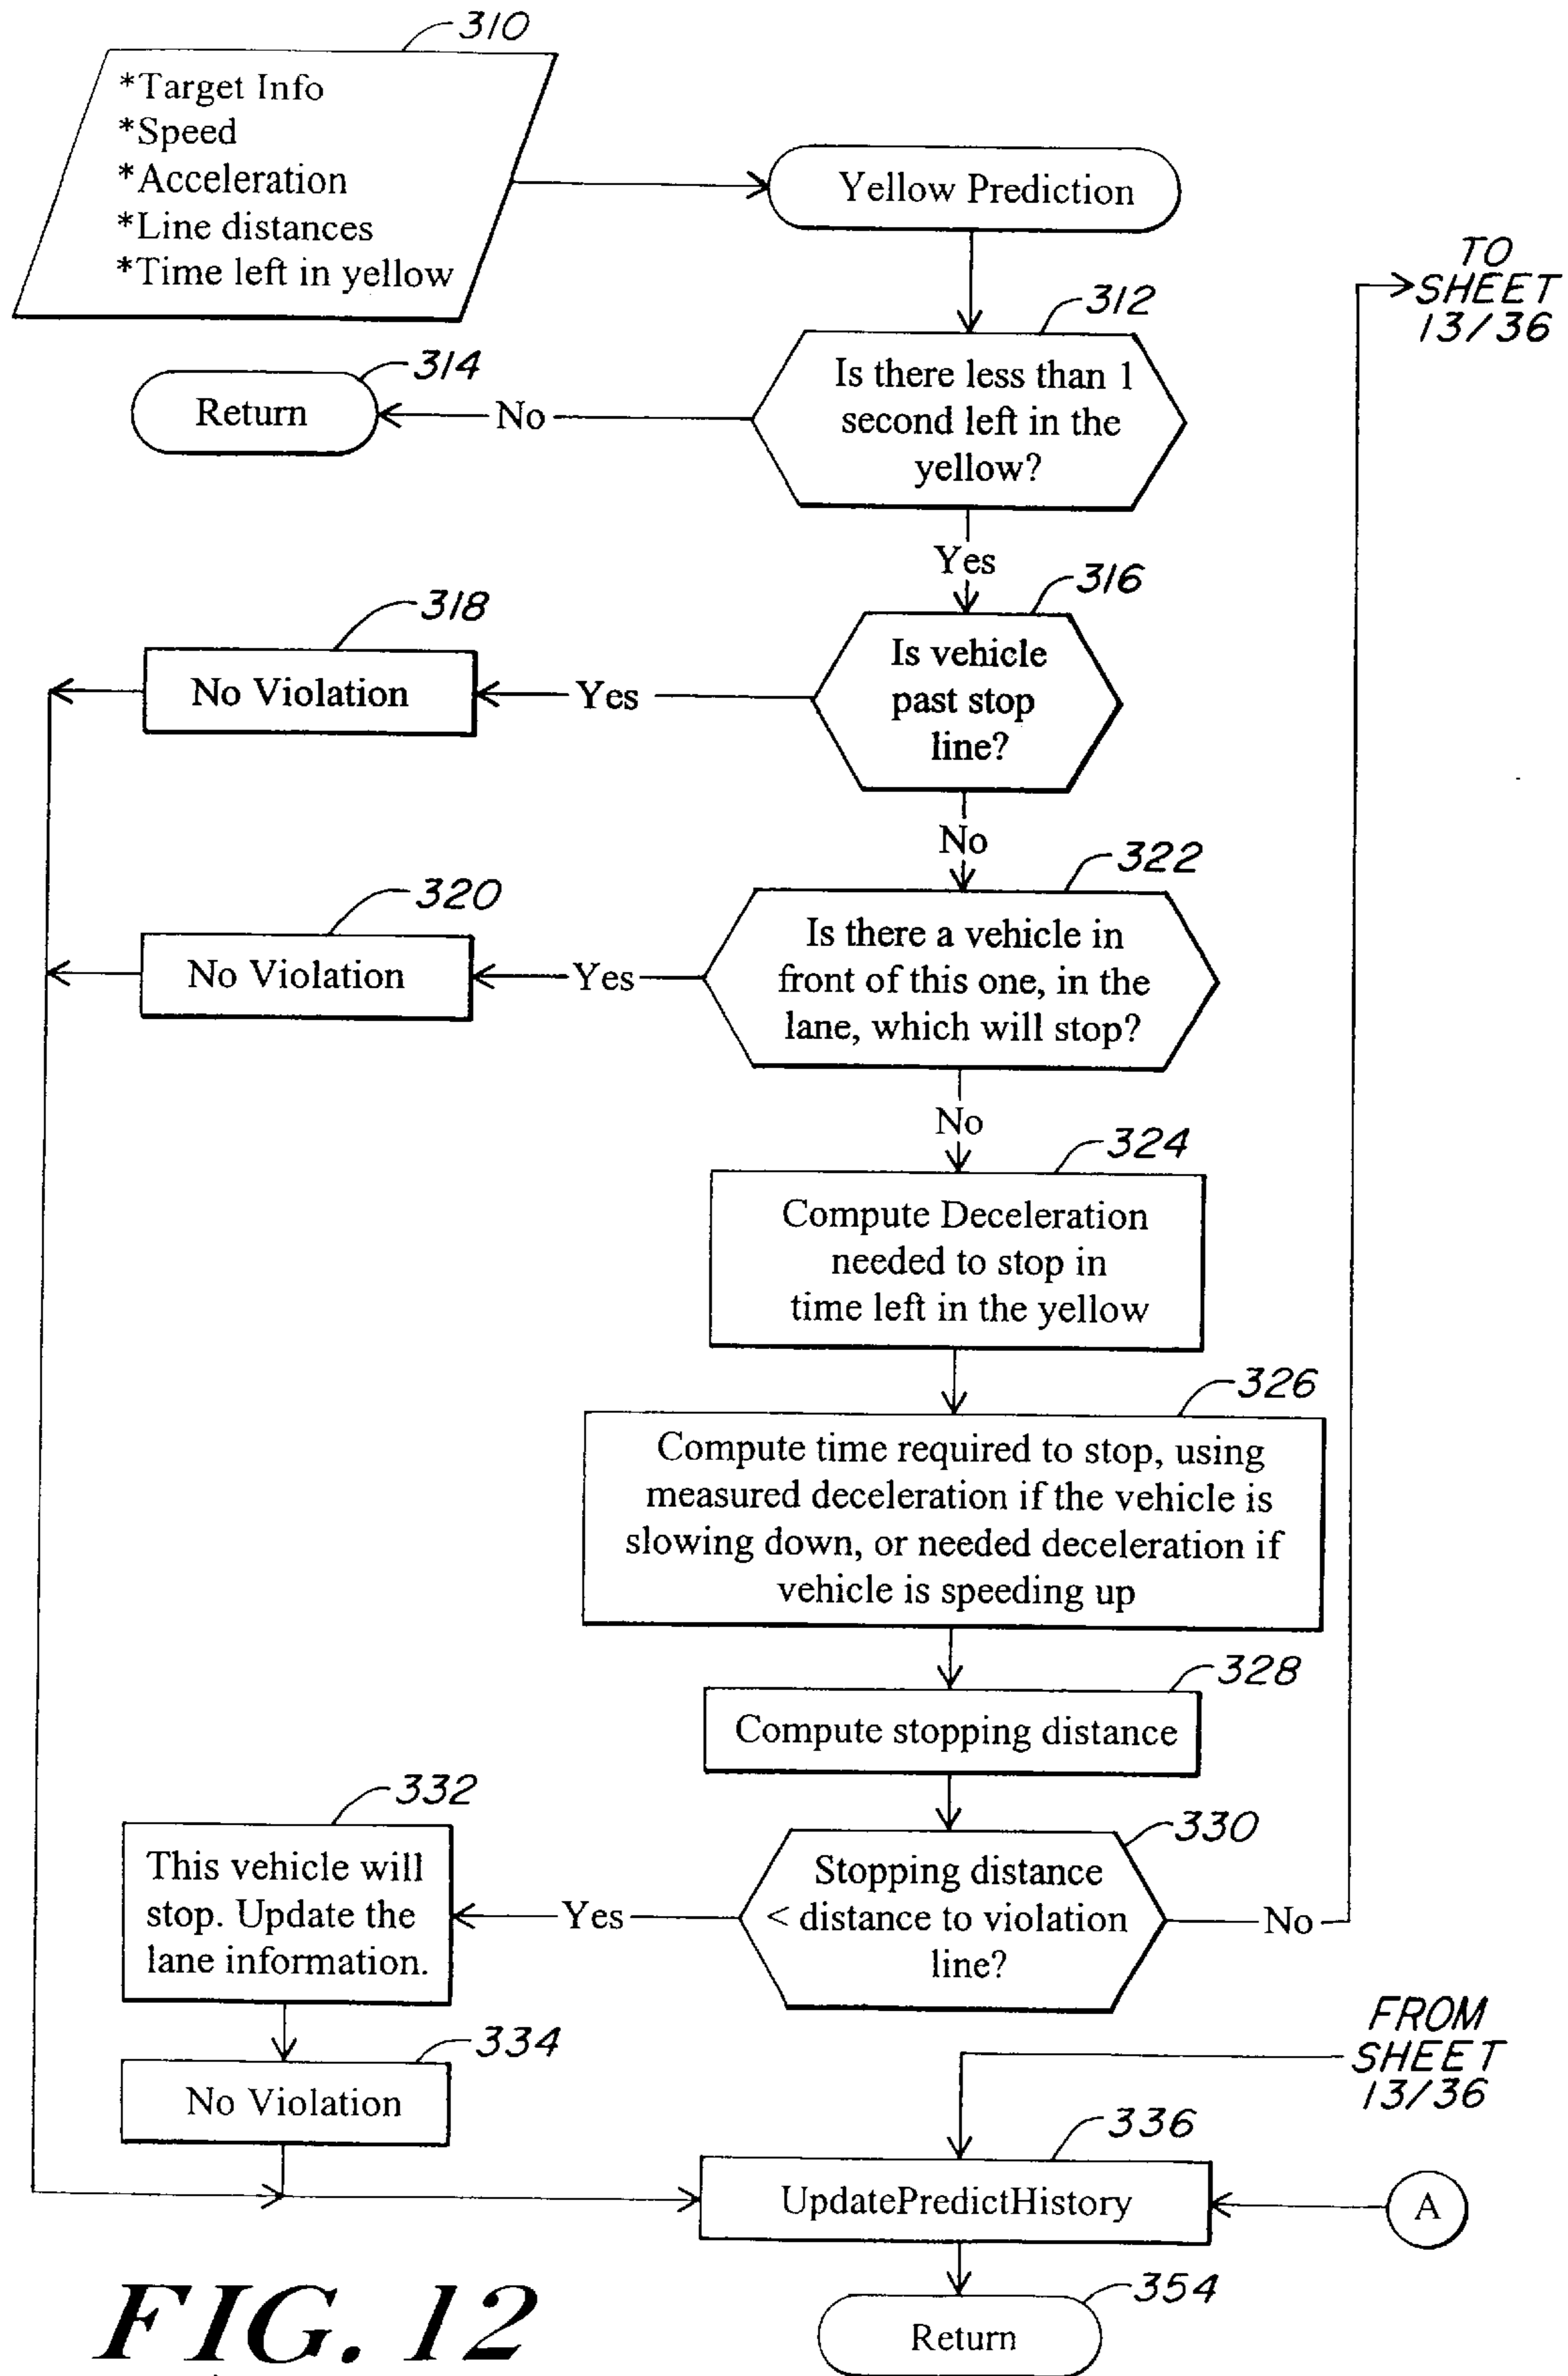 310
*Target Info
*Speed
*Acceleration
*Line distances
*Time left in yellow
Yellow Prediction
TO
SHEET
13/36
312
Is there less than 1
second left in the
yellow?
314
Return
No
Yes
316
Is vehicle
past stop
line?
318
No Violation
Yes
No
322
Is there a vehicle in
front of this one, in the
lane, which will stop?
320
No Violation
Yes
No
324
Compute Deceleration
needed to stop in
time left in the yellow
326
Compute time required to stop, using
measured deceleration if the vehicle is
slowing down, or needed deceleration if
vehicle is speeding up
328
Compute stopping distance
330
Stopping distance
< distance to violation
line?
No
Yes
332
This vehicle will
stop. Update the
lane information.
334
No Violation
FROM
SHEET
13/36
336
UpdatePredictHistory
A
354
Return
FIG. 12